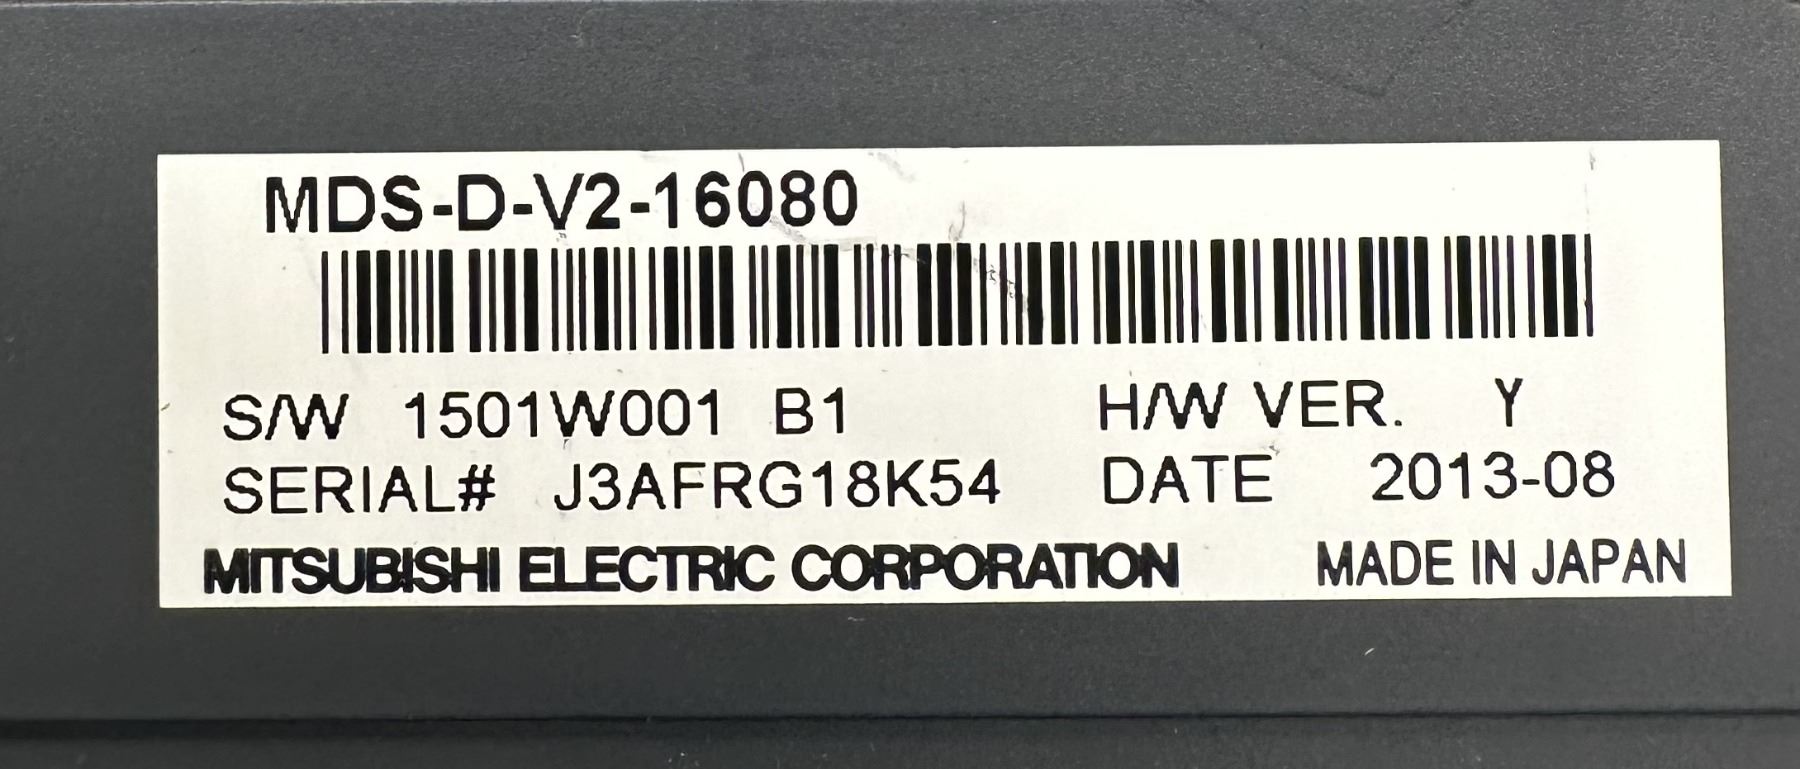 MDS-D-V2-16080
S/W 1501W001 B1 H/W VER. Y
SERIAL# J3AFRG18K54 DATE 2013-08
MITSUBISHI ELECTRIC CORPORATION MADE IN JAPAN